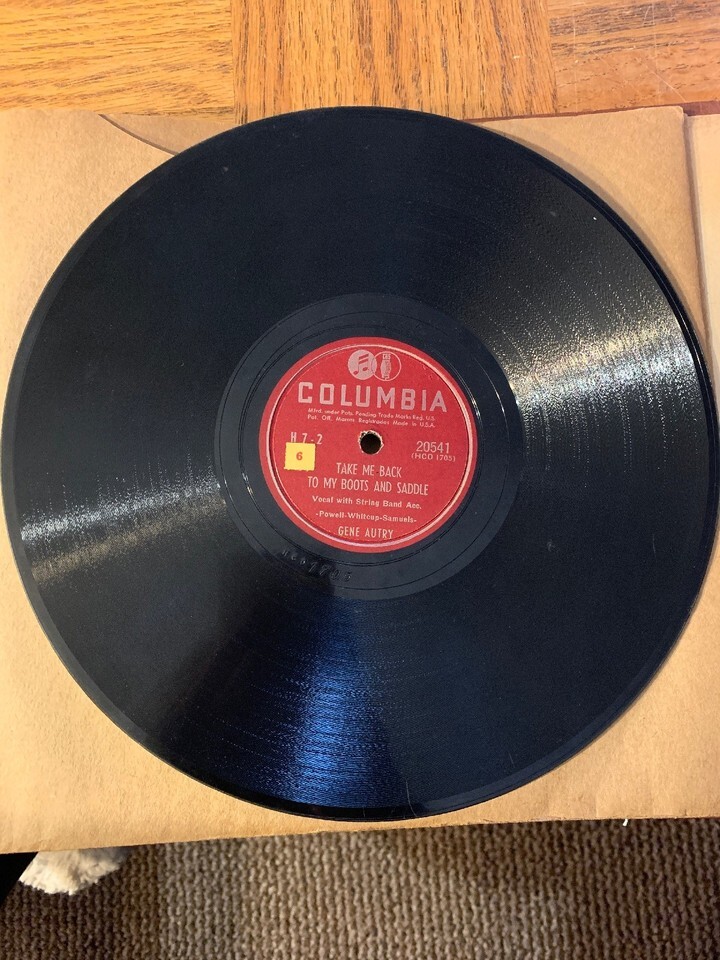 COLUMBIA
Mfrd. under Pats. Pending Trade Marks Reg. U.S.
Pat. Off. Marcas Registradas Made in U.S.A.
H 7-2
20541
6
(HCO 1705)
TAKE ME BACK
TO MY BOOTS AND SADDLE
Vocal with String Band Acc.
-Powell-Whitcup-Samuels-
GENE AUTRY